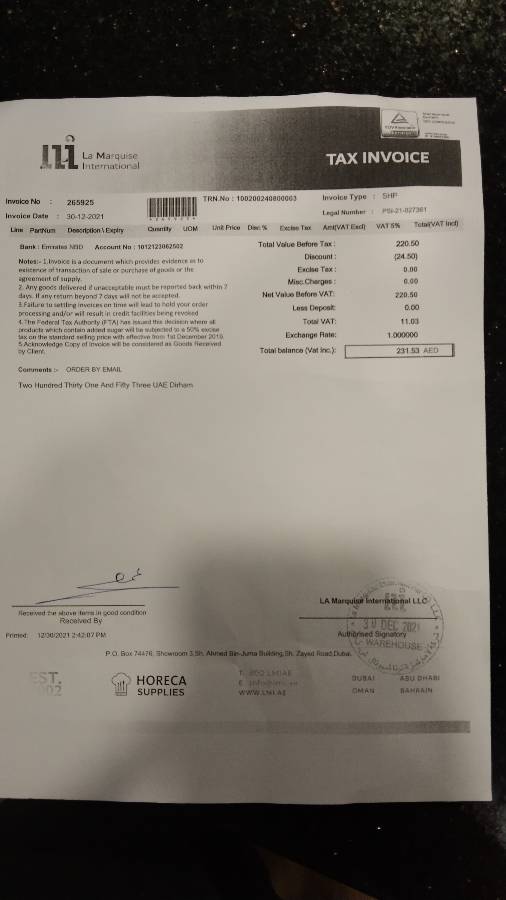 La Marquise
International
TAX INVOICE
Invoice No : 265925
TRN.No : 100200240800003
Invoice Type : SHP
Invoice Date : 30-12-2021
Legal Number : PSI-21-027361
Line PartNum Description \ Expiry Quantity UOM Unit Price Disc % Excise Tax Amt(VAT Excl) VAT 5% Total(VAT Incl)
Bank : Emirates NBD Account No : 1012123062502
Total Value Before Tax : 220.50
Discount : (24.50)
Excise Tax : 0.00
Misc.Charges : 0.00
Net Value Before VAT: 220.50
Less Deposit: 0.00
Total VAT: 11.03
Exchange Rate: 1.000000
Total balance (Vat Inc.): 231.53 AED
Notes:- 1.Invoice is a document which provides evidence as to
existence of transaction of sale or purchase of goods or the
agreement of supply.
2. Any goods delivered if unacceptable must be reported back within 7
days. If any return beyond 7 days will not be accepted.
3.Failure to settling invoices on time will lead to hold your order
processing and/or will result in credit facilities being revoked
4.The Federal Tax Authority (FTA) has issued the decision where all
products which contain added sugar will be subjected to a 50% excise
tax on the standard selling price with effective from 1st December 2019.
5.Acknowledge Copy of Invoice will be considered as Goods Received
by Client.
Comments :- ORDER BY EMAIL
Two Hundred Thirty One And Fifty Three UAE Dirham
Received the above items in good condition
Received By
LA Marquise International LLC
30 DEC 2021
Authorised Signatory
WAREHOUSE
Printed: 12/30/2021 2:42:07 PM
P.O. Box 74476, Showroom 3,Sh. Ahmed Bin-Juma Building,Sh. Zayed Road,Dubai.
EST.
2002
HORECA
SUPPLIES
T. 800 LMIAE
E. info@lmi.ae
WWW.LMI.AE
DUBAI ABU DHABI
OMAN BAHRAIN